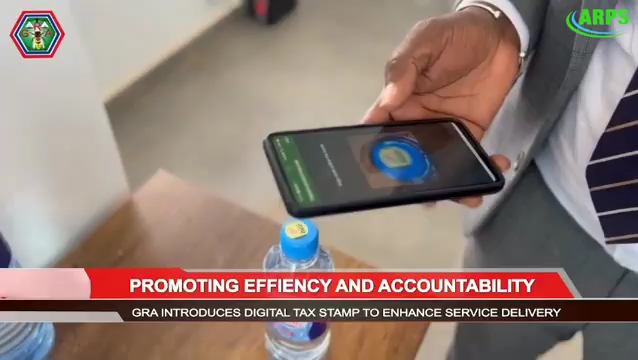 ARPS
PROMOTING EFFIENCY AND ACCOUNTABILITY
GRA INTRODUCES DIGITAL TAX STAMP TO ENHANCE SERVICE DELIVERY